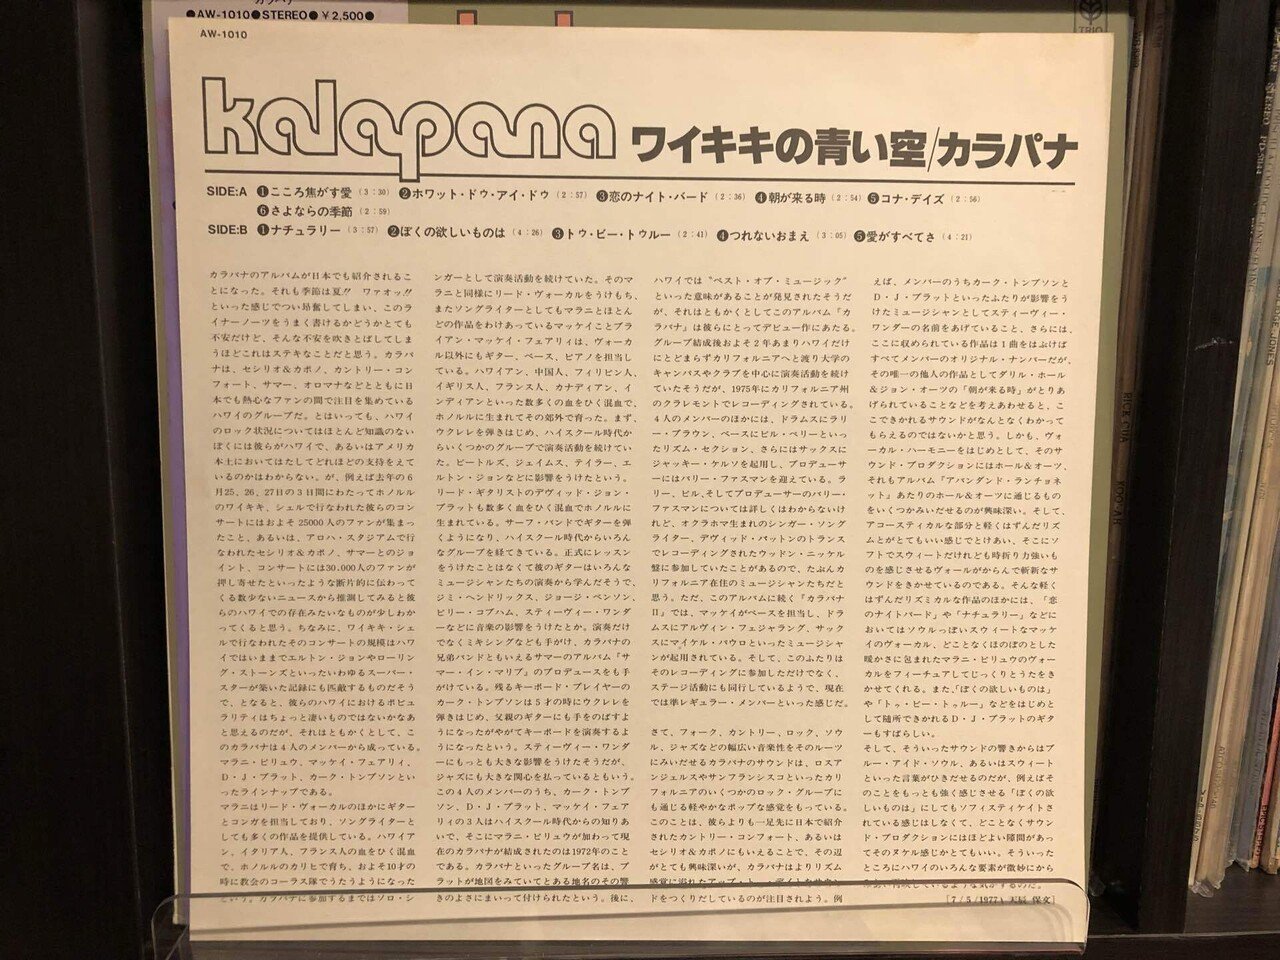 カラパナ
●AW-1010●STEREO●¥2,500●
TRIO
AW-1010
kalapana ワイキキの青い空/カラパナ
SIDE:A ❶こころ焦がす愛 (3:30) ❷ホワット・ドゥ・アイ・ドゥ (2:57) ❸恋のナイト・バード (2:36) ❹朝が来る時 (2:54) ❺コナ・デイズ (2:56)
❻さよならの季節 (2:59)
SIDE:B ❶ナチュラリー (3:57) ❷ぼくの欲しいものは (4:26) ❸トゥ・ビー・トゥルー (2:41) ❹つれないおまえ (3:05) ❺愛がすべてさ (4:21)
カラパナのアルバムが日本でも紹介されるこ
とになった。それも季節は夏!! ワァオッ!!
といった感じでつい昂奮してしまい、このラ
イナーノーツをうまく書けるかどうかとても
不安だけど、そんな不安を吹きとばしてしま
うほどこれはステキなことだと思う。カラパ
ナは、セシリオ&カポノ、カントリー・コン
フォート、サマー、オロマナなどとともに日
本でも熱心なファンの間で注目を集めている
ハワイのグループだ。とはいっても、ハワイ
のロック状況についてはほとんど知識のない
ぼくには彼らがハワイで、あるいはアメリカ
本土においてはたしてどれほどの支持をえて
いるのかはわからない。が、例えば去年の6
月25、26、27日の3日間にわたってホノルル
のワイキキ、シェルで行なわれた彼らのコン
サートにはおよそ25000人のファンが集まっ
たこと、あるいは、アロハ・スタジアムで行
なわれたセシリオ&カポノ、サマーとのジョ
イント、コンサートには30.000人のファンが
押し寄せたといったような断片的に伝わって
くる数少ないニュースから推測してみると彼
らのハワイでの存在みたいなものが少しわか
ってくると思う。ちなみに、ワイキキ・シェ
ルで行なわれたそのコンサートの規模はハワ
イではいままでエルトン・ジョンやローリン
グ・ストーンズといったいわゆるスーパー・
スターが築いた記録にも匹敵するものだそう
で、となると、彼らのハワイにおけるポピュ
ラリティはちょっと凄いものではないかなあ
と思えるのだが、それはともかくとして、こ
のカラパナは4人のメンバーから成っている。
マラニ・ビリュウ、マッケイ・フェアリィ、
D・J・プラット、カーク・トンプソンとい
ったラインナップである。
マラニはリード・ヴォーカルのほかにギター
とコンガを担当しており、ソングライターと
しても多くの作品を提供している。ハワイア
ン、イタリア人、フランス人の血をひく混血
で、ホノルルのカリヒで育ち、およそ10才の
時に教会のコーラス隊でうたうようになった
という。カラパナに参加するまではソロ・シ
ンガーとして演奏活動を続けていた。そのマ
ラニと同様にリード・ヴォーカルをうけもち、
またソングライターとしてもマラニとほとん
どの作品をわけあっているマッケイことブラ
イアン・マッケイ・フェアリィは、ヴォーカ
ル以外にもギター、ベース、ピアノを担当し
ている。ハワイアン、中国人、フィリピン人、
イギリス人、フランス人、カナディアン、イ
ンディアンといった数多くの血をひく混血で、
ホノルルに生まれてその郊外で育った。まず、
ウクレレを弾きはじめ、ハイスクール時代か
らいくつかのグループで演奏活動を続けてい
た。ビートルズ、ジェイムス、テイラー、エ
ルトン・ジョンなどに影響をうけたという。
リード・ギタリストのデヴィッド・ジョン・
プラットも数多く血をひく混血でホノルルに
生まれている。サーフ・バンドでギターを弾
くようになり、ハイスクール時代からいろん
なグループを経てきている。正式にレッスン
をうけたことはなくて彼のギターはいろんな
ミュージシャンたちの演奏から学んだそうで、
ジミ・ヘンドリックス、ジョージ・ベンソン、
ビリー・コブハム、スティーヴィー・ワンダ
ーなどに音楽の影響をうけたとか。演奏だけ
でなくミキシングなども手がけ、カラパナの
兄弟バンドともいえるサマーのアルバム「サ
マー・イン・マリブ」のプロデュースをも手
がけている。残るキーボード・プレイヤーの
カーク・トンプソンは5才の時にウクレレを
弾きはじめ、父親のギターにも手をのばすよ
うになったがやがてキーボードを演奏するよ
うになったという。スティーヴィー・ワンダ
ーにもっとも大きな影響をうけたそうだが、
ジャズにも大きな関心を払っているともいう。
この4人のメンバーのうち、カーク・トンプ
ソン、D・J・プラット、マッケイ・フェア
リィの3人はハイスクール時代からの知りあ
いで、そこにマラニ・ビリュウが加わって現
在のカラパナが結成されたのは1972年のこと
である。カラパナといったグループ名は、プ
ラットが地図をみていてとある地名のその響
きのよさにまいって付けられたという。後に、
ハワイでは〝ベスト・オブ・ミュージック〟
といった意味があることが発見されたそうだ
が、それはともかくとしてこのアルバム「カ
ラパナ」は彼らにとってデビュー作にあたる。
グループ結成後およそ2年あまりハワイだけ
にとどまらずカリフォルニアへと渡り大学の
キャンパスやクラブを中心に演奏活動を続け
ていたそうだが、1975年にカリフォルニア州
のクラレモントでレコーディングされている。
4人のメンバーのほかには、ドラムスにラリ
ー・ブラウン、ベースにビル・ペリーといっ
たリズム・セクション、さらにはサックスに
ジャッキー・ケルソを起用し、プロデューサ
ーにはバリー・ファスマンを迎えている。ラ
リー、ビル、そしてプロデューサーのバリー・
ファスマンについては詳しくはわからないけ
れど、オクラホマ生まれのシンガー・ソング
ライター、デヴィッド・パットンのトランス
でレコーディングされたウッドン・ニッケル
盤に参加していたことがあるので、たぶんカ
リフォルニア在住のミュージシャンたちだと
思う。ただ、このアルバムに続く「カラパナ
II」では、マッケイがベースを担当し、ドラ
ムスにアルヴィン・フェジャラング、サック
スにマイケル・パウロといったミュージシャ
ンが起用されている。そして、このふたりは
そのレコーディングに参加しただけでなく、
ステージ活動にも同行しているようで、現在
では準レギュラー・メンバーといった感じだ。
さて、フォーク、カントリー、ロック、ソウ
ル、ジャズなどの幅広い音楽性をそのルーツ
にみいだせるカラパナのサウンドは、ロスア
ンジェルスやサンフランシスコといったカリ
フォルニアのいくつかのロック・グループに
も通じる軽やかなポップな感覚をもっている。
このことは、彼らよりも一足先に日本で紹介
されたカントリー・コンフォート、あるいは
セシリオ&カポノにもいえることで、その辺
がとても興味深いが、カラパナはよりリズム
感覚に溢れたアップ・トゥ・デイトなサウン
ドをつくりだしているのが注目されよう。例
えば、メンバーのうちカーク・トンプソンと
D・J・プラットといったふたりが影響をう
けたミュージシャンとしてスティーヴィー・
ワンダーの名前をあげていること、さらには、
ここに収められている作品は1曲をはぶけば
すべてメンバーのオリジナル・ナンバーだが、
その唯一の他人の作品としてダリル・ホール
&ジョン・オーツの「朝が来る時」がとりあ
げられていることなどを考えあわせると、こ
こできかれるサウンドがなんとなくわかって
もらえるのではないかと思う。しかも、ヴォ
ーカル・ハーモニーをはじめとして、そのサ
ウンド・プロダクションにはホール&オーツ、
それもアルバム「アバンダンド・ランチョネ
ット」あたりのホール&オーツに通じるもの
をいくつかみいだせるのが興味深い。そして、
アコースティカルな部分と軽くはずんだリズ
ムとがとてもいい感じでとけあい、そこにソ
フトでスウィートだけれども時折り力強いも
のを感じさせるヴォールがからんで斬新なサ
ウンドをきかせているのである。そんな軽く
はずんだリズミカルな作品のほかには、「恋
のナイトバード」や「ナチュラリー」などに
おいてはソウルっぽいスウィートなマッケイ
のヴォーカル、どことなくほのぼのとした
暖かさに包まれたマラニ・ビリュウのヴォー
カルをフィーチュアしてじっくりとうたをき
かせてくれる。また、「ぼくの欲しいものは」
や「トゥ・ビー・トゥルー」などをはじめと
して随所できかれるD・J・プラットのギタ
ーもすばらしい。
そして、そういったサウンドの響きからはブ
ルー・アイド・ソウル、あるいはスウィート
といった言葉がひきだせるのだが、例えばそ
のことをもっとも強く感じさせる「ぼくの欲
しいものは」にしてもソフィスティケイトさ
れている感じはしなくて、どことなくサウン
ド・プロダクションにはほどよい隙間があっ
てそのヌケル感じかとてもいい。そういった
ところにハワイのいろんな要素が微妙にから
[7/5/1977) 天辰 保文]
RICK CUA
KOOL JAZZ